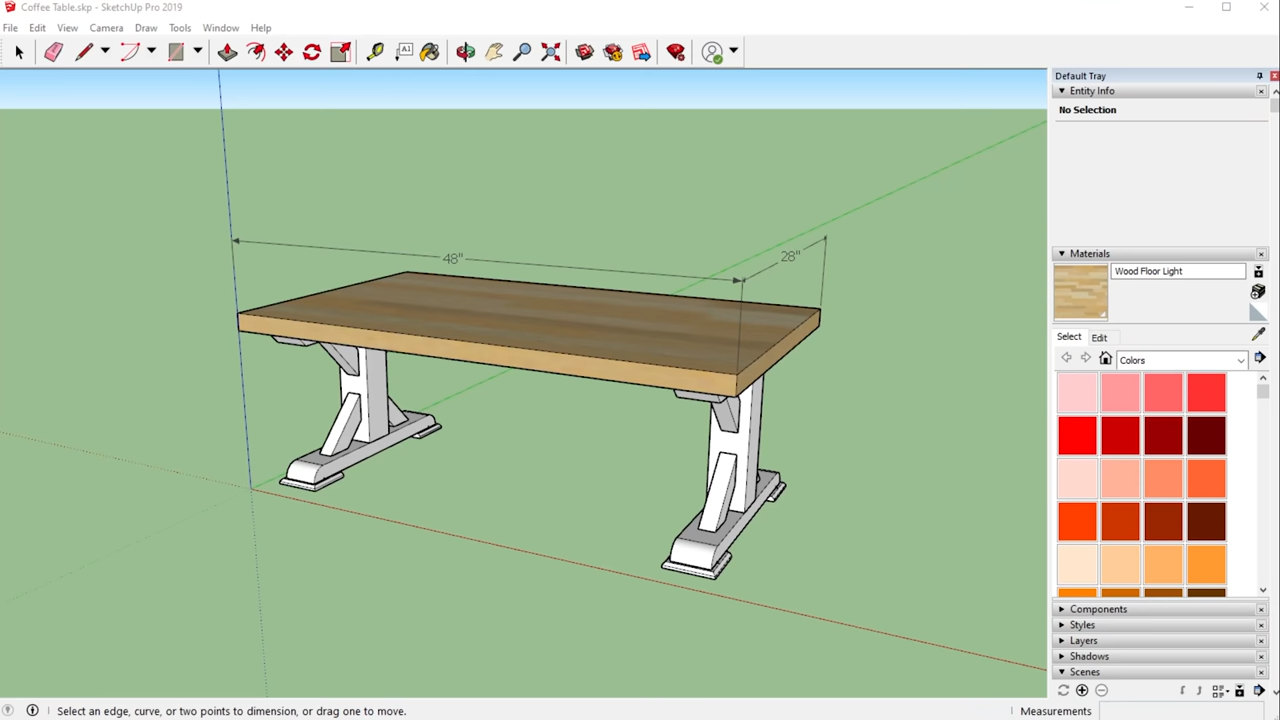 Coffee Table.skp - SketchUp Pro 2019
File Edit View Camera Draw Tools Window Help
A1
Default Tray
Entity Info
No Selection
48"
28"
Materials
Wood Floor Light
Select Edit
Colors
Components
Styles
Layers
Shadows
Scenes
Select an edge, curve, or two points to dimension, or drag one to move.
Measurements